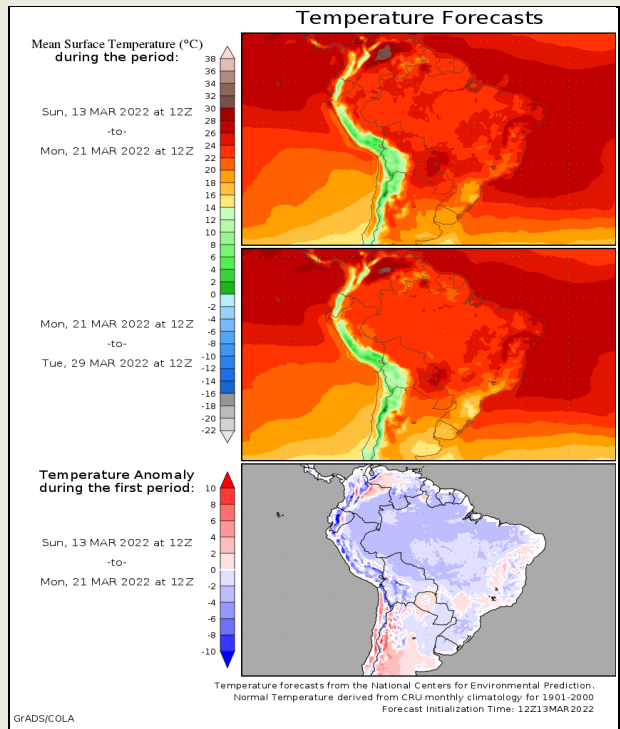 Temperature Forecasts
Mean Surface Temperature (°C)
during the period:
Sun, 13 MAR 2022 at 12Z
-to-
Mon, 21 MAR 2022 at 12Z
38
36
34
32
30
28
26
24
22
20
18
16
14
12
10
8
6
4
2
0
-2
-4
-6
-8
-10
-12
-14
-16
-18
-20
-22
Mon, 21 MAR 2022 at 12Z
-to-
Tue, 29 MAR 2022 at 12Z
Temperature Anomaly
during the first period:
Sun, 13 MAR 2022 at 12Z
-to-
Mon, 21 MAR 2022 at 12Z
10
8
6
4
2
0
-2
-4
-6
-8
-10
Temperature forecasts from the National Centers for Environmental Prediction.
Normal Temperature derived from CRU monthly climatology for 1901-2000
Forecast Initialization Time: 12Z13MAR2022
GrADS/COLA